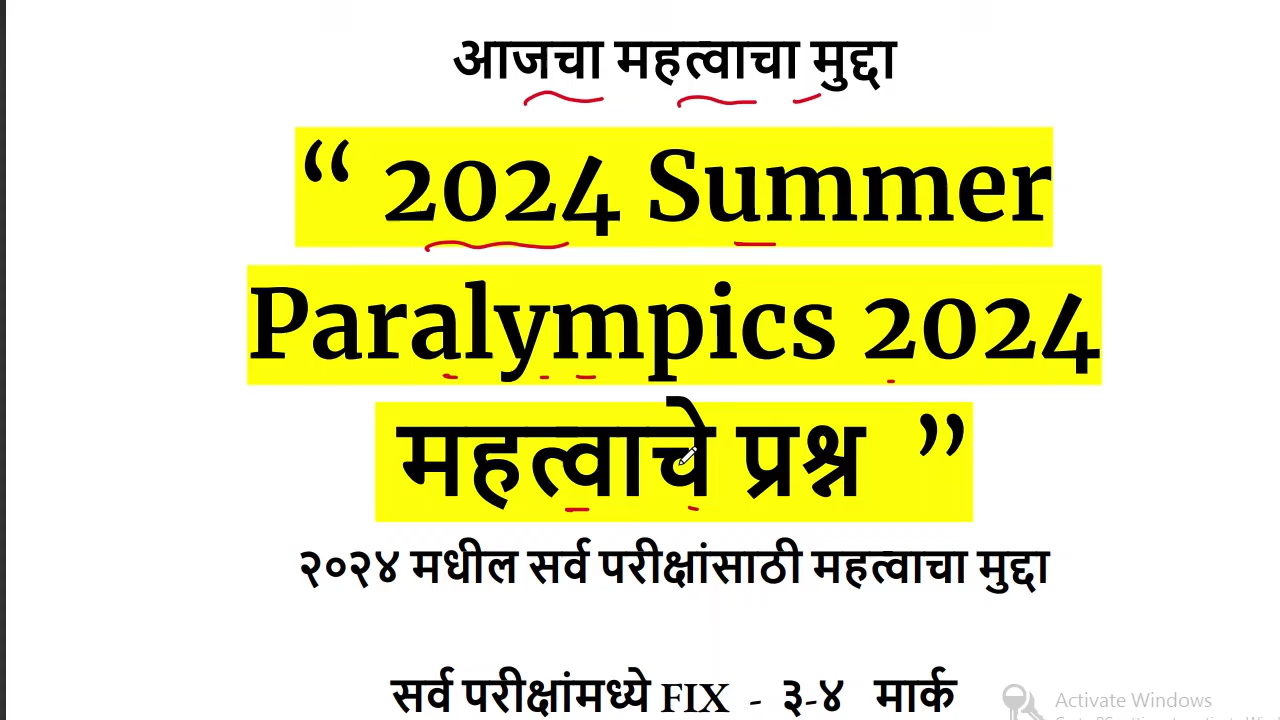 आजचा महत्वाचा मुद्दा
“ 2024 Summer
Paralympics 2024
महत्वाचे प्रश्न ”
२०२४ मधील सर्व परीक्षांसाठी महत्वाचा मुद्दा
सर्व परीक्षांमध्ये FIX - ३-४ मार्क
Activate Windows